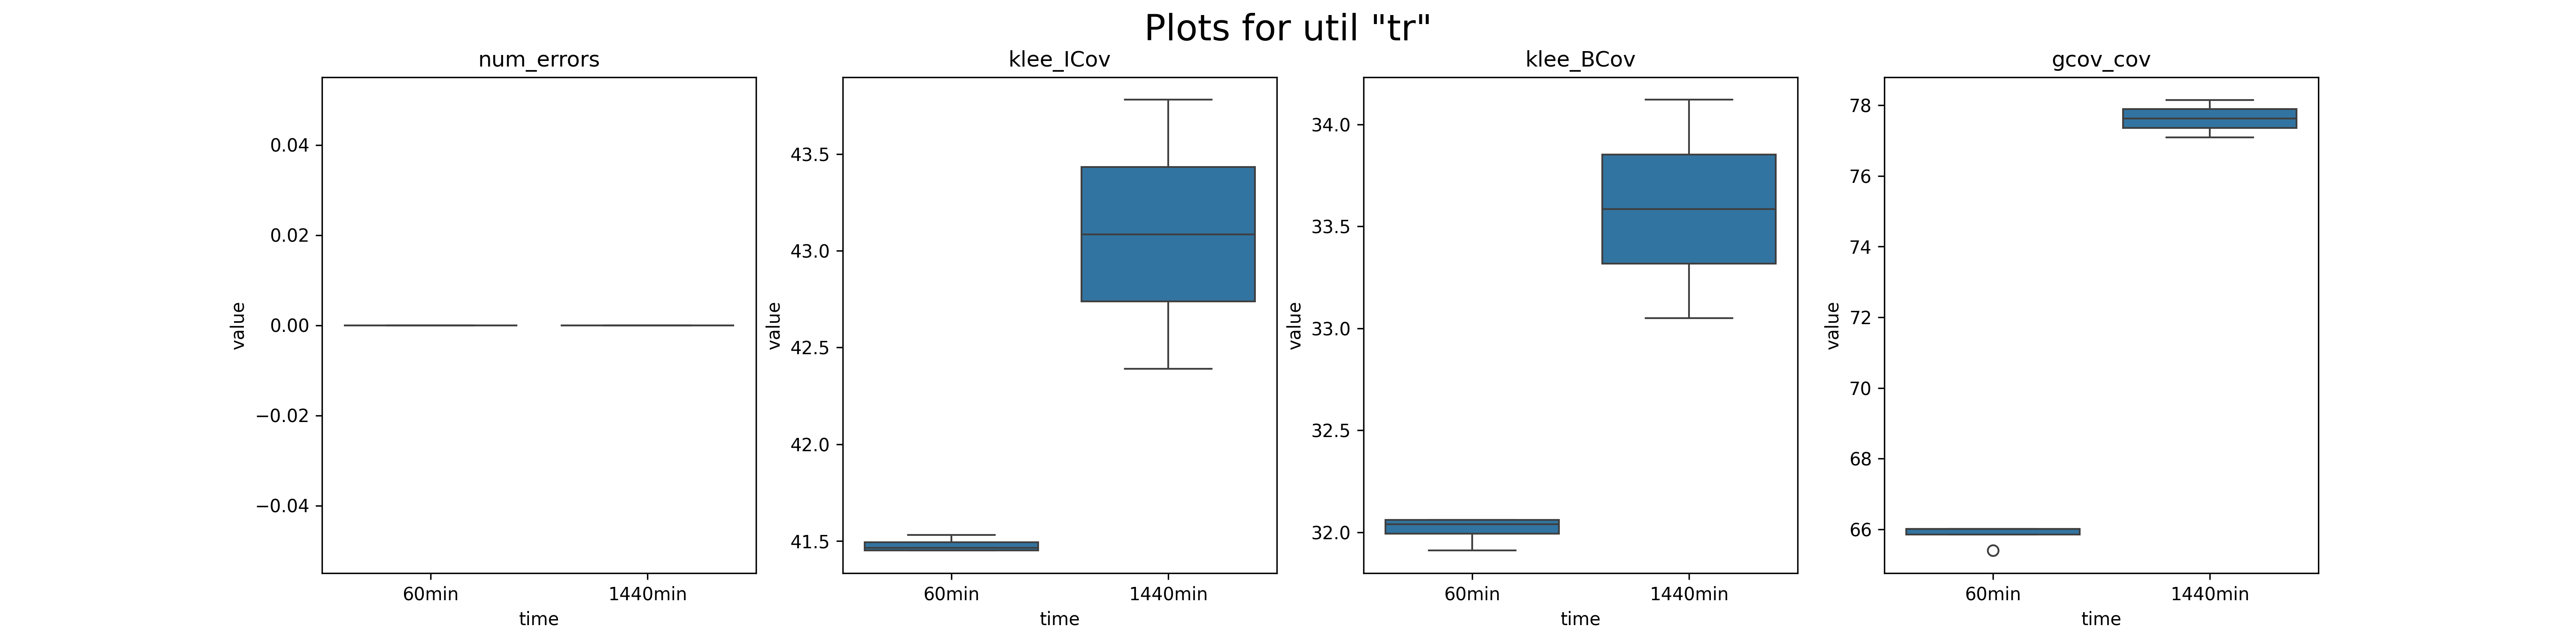 Plots for util "tr"
num_errors
value
0.04
0.02
0.00
−0.02
−0.04
60min 1440min
time
klee_ICov
value
43.5
43.0
42.5
42.0
41.5
60min 1440min
time
klee_BCov
value
34.0
33.5
33.0
32.5
32.0
60min 1440min
time
gcov_cov
value
78
76
74
72
70
68
66
60min 1440min
time